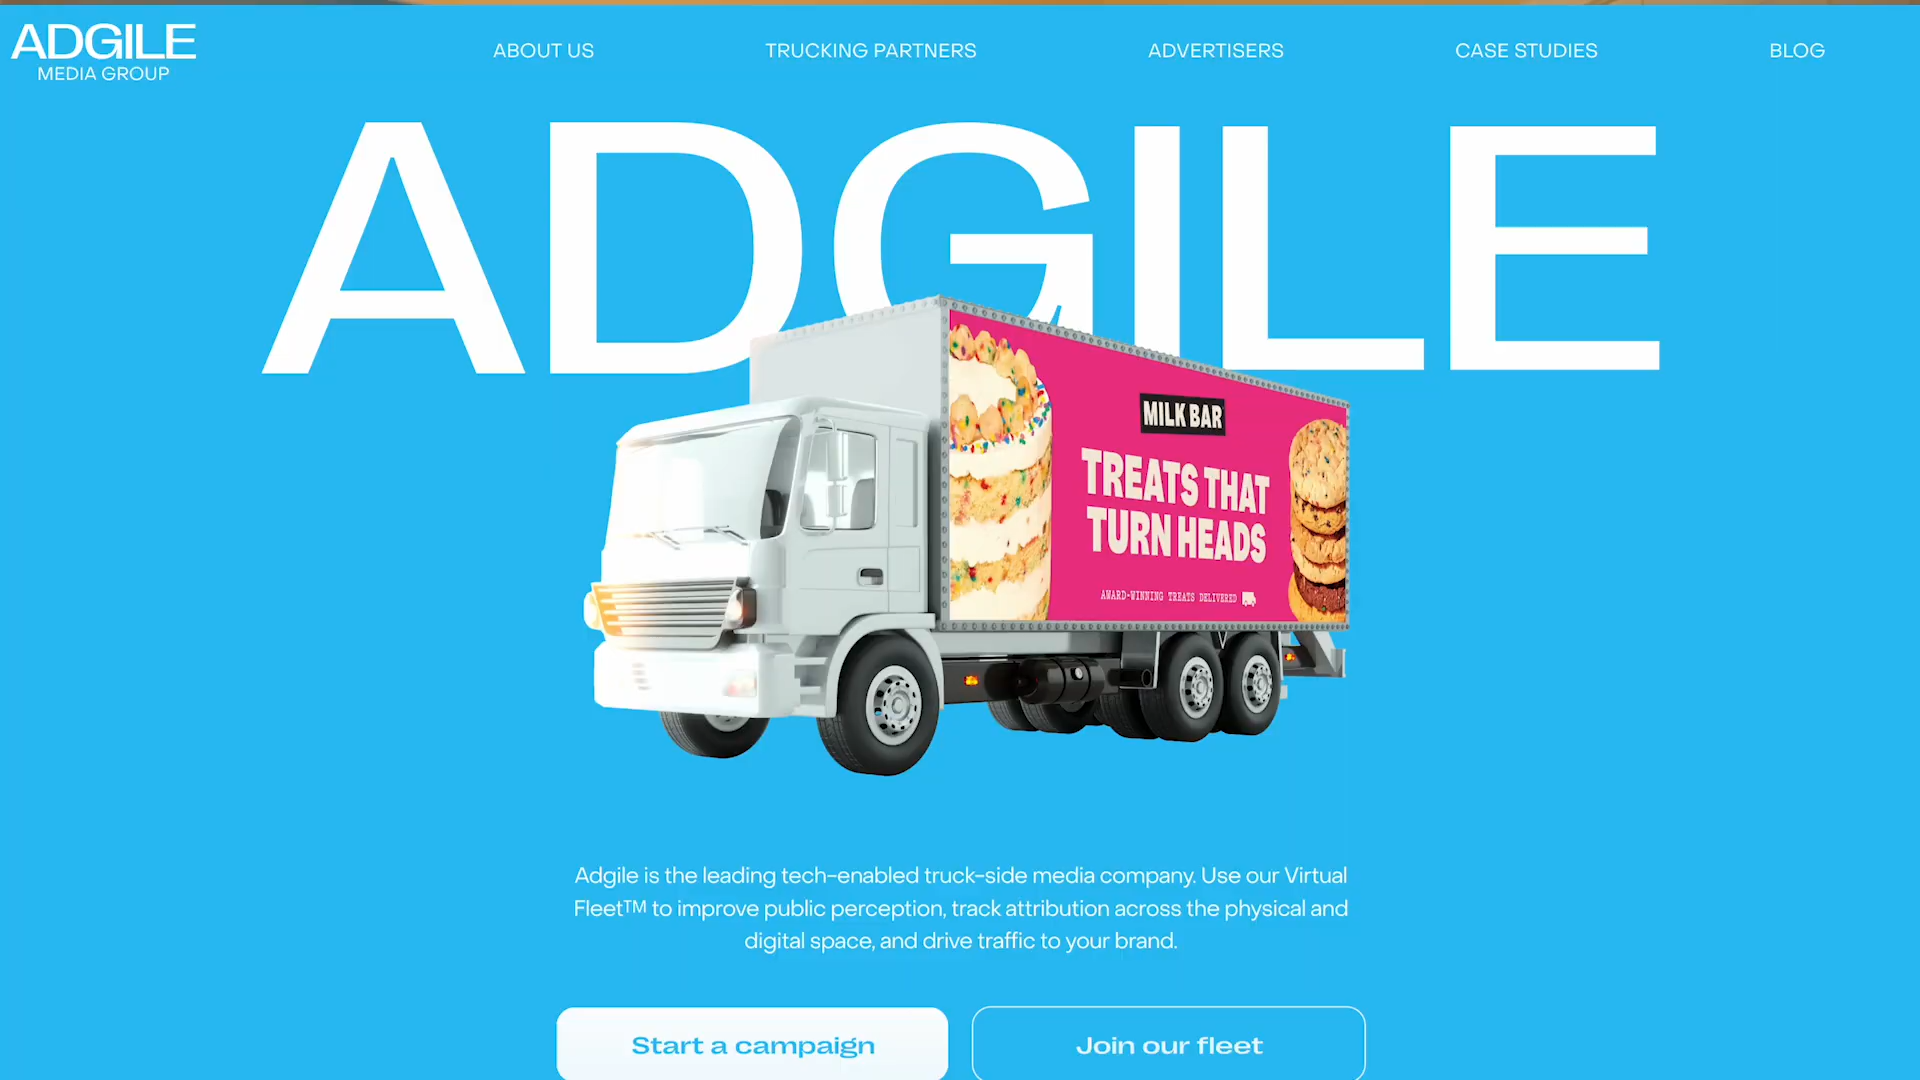 ADGILE
MEDIA GROUP
ABOUT US
TRUCKING PARTNERS
ADVERTISERS
CASE STUDIES
BLOG
ADGILE
MILK BAR
TREATS THAT
TURN HEADS
AWARD-WINNING TREATS DELIVERED
Adgile is the leading tech-enabled truck-side media company. Use our Virtual
Fleet™ to improve public perception, track attribution across the physical and
digital space, and drive traffic to your brand.
Start a campaign
Join our fleet